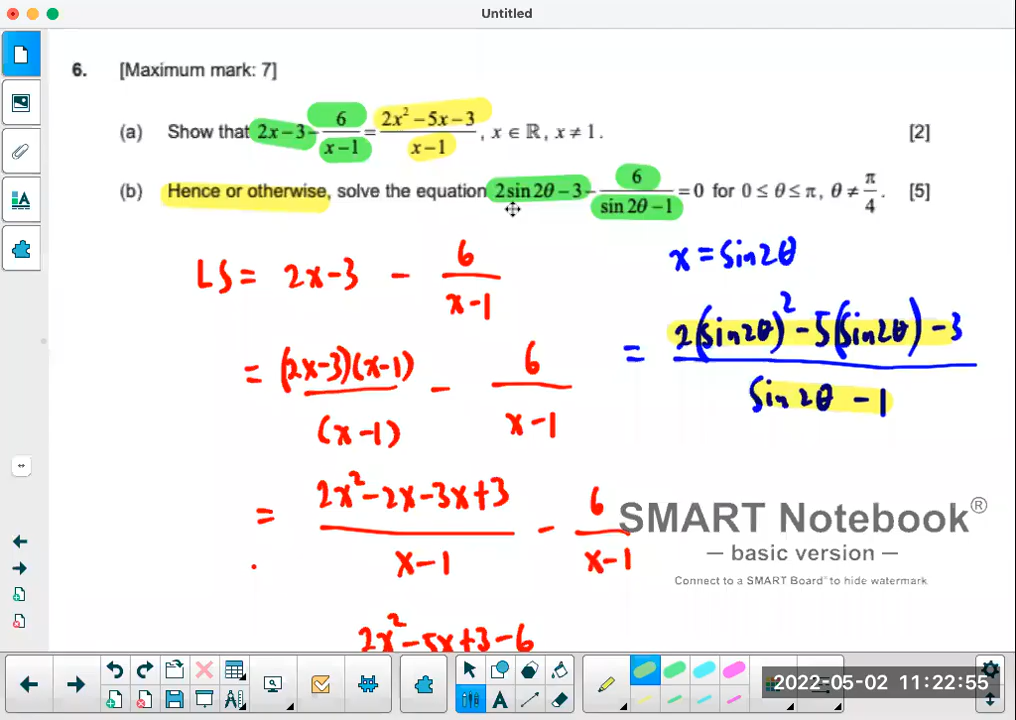 Untitled
6. [Maximum mark: 7]
(a) Show that 2x − 3 − 6/(x − 1) = (2x² − 5x − 3)/(x − 1), x ∈ ℝ, x ≠ 1. [2]
(b) Hence or otherwise, solve the equation 2sin 2θ − 3 − 6/(sin 2θ − 1) = 0 for 0 ≤ θ ≤ π, θ ≠ π/4. [5]
LS = 2x − 3 − 6/(x − 1)
x = sin2θ
= (2x − 3)(x − 1)/(x − 1) − 6/(x − 1)
= (2(sin2θ)² − 5(sin2θ) − 3)/(sin2θ − 1)
= (2x² − 2x − 3x + 3)/(x − 1) − 6/(x − 1)
2x² − 5x + 3 − 6
SMART Notebook®
— basic version —
Connect to a SMART Board™ to hide watermark
2022-05-02 11:22:55